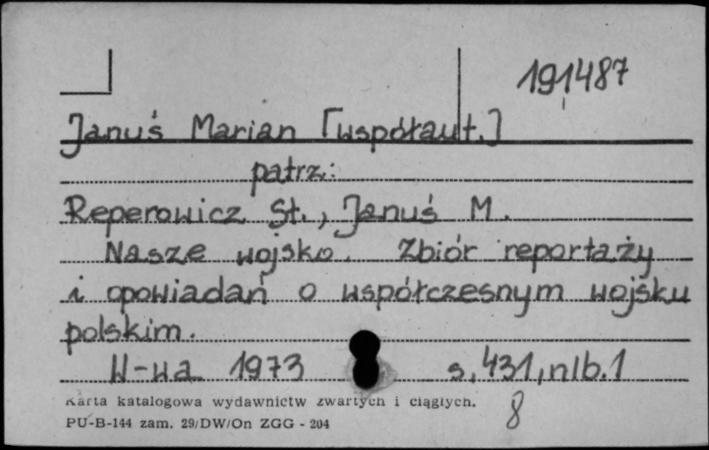 191487
Januś Marian [współaut.]
patrz:
Reperowicz St., Januś M.
Nasze wojsko. Zbiór reportaży
i opowiadań o współczesnym wojsku
polskim.
W-wa 1973 s. 431, nlb. 1
Karta katalogowa wydawnictw zwartych i ciągłych. 8
PU-B-144 zam. 29/DW/On ZGG - 204